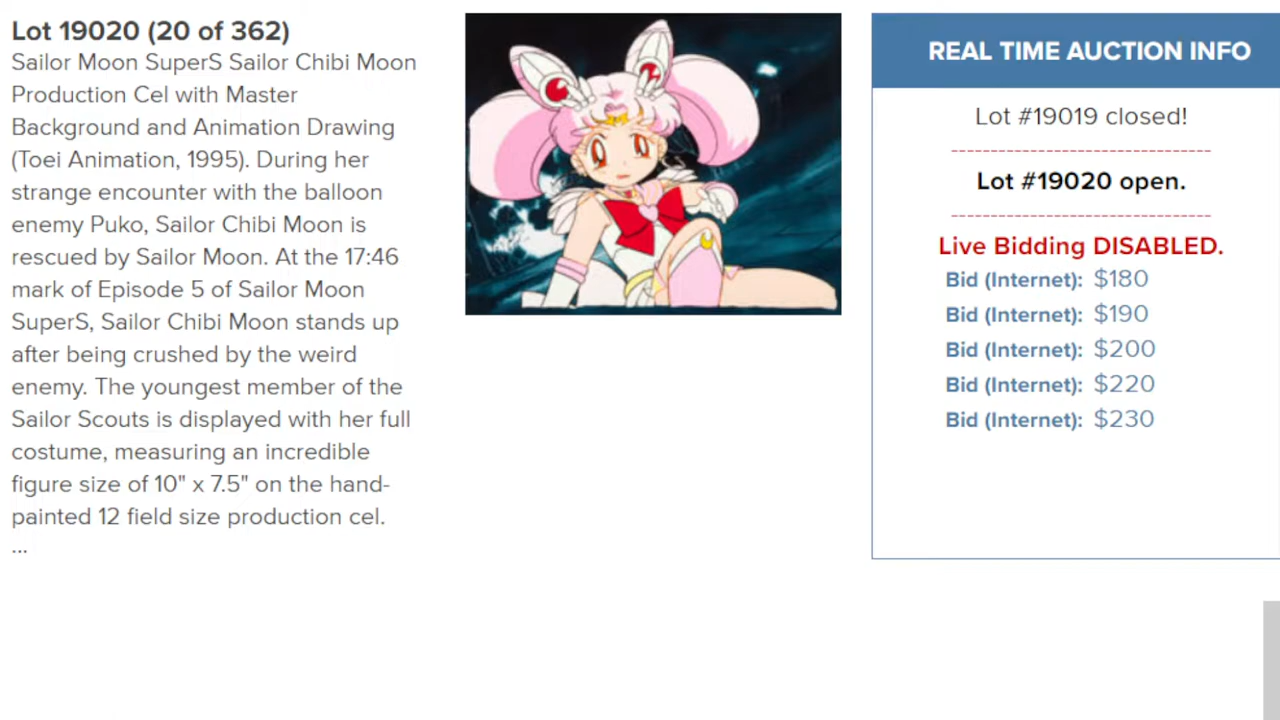 Lot 19020 (20 of 362)
Sailor Moon SuperS Sailor Chibi Moon
Production Cel with Master
Background and Animation Drawing
(Toei Animation, 1995). During her
strange encounter with the balloon
enemy Puko, Sailor Chibi Moon is
rescued by Sailor Moon. At the 17:46
mark of Episode 5 of Sailor Moon
SuperS, Sailor Chibi Moon stands up
after being crushed by the weird
enemy. The youngest member of the
Sailor Scouts is displayed with her full
costume, measuring an incredible
figure size of 10" x 7.5" on the hand-
painted 12 field size production cel.
...
REAL TIME AUCTION INFO
Lot #19019 closed!
-------------------------------
Lot #19020 open.
-------------------------------
Live Bidding DISABLED.
Bid (Internet): $180
Bid (Internet): $190
Bid (Internet): $200
Bid (Internet): $220
Bid (Internet): $230